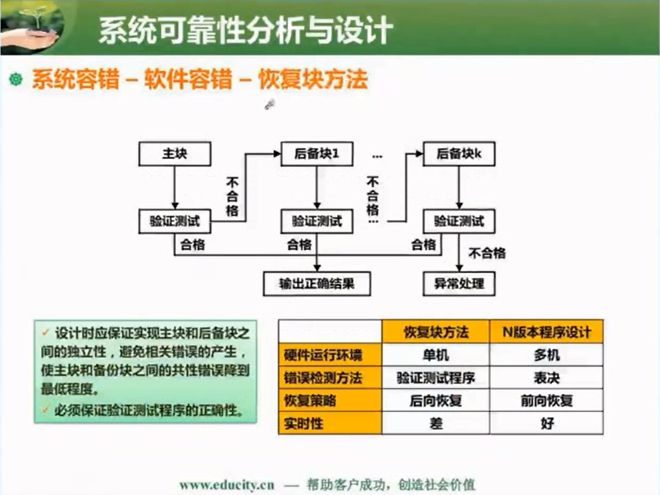 系统可靠性分析与设计
系统容错 – 软件容错 – 恢复块方法
主块
后备块1
...
后备块k
不合格
不合格
...
验证测试
验证测试
验证测试
合格
合格
合格
不合格
输出正确结果
异常处理
✓ 设计时应保证实现主块和后备块之
间的独立性，避免相关错误的产生，
使主块和备份块之间的共性错误降到
最低程度。
✓ 必须保证验证测试程序的正确性。
恢复块方法 N版本程序设计
硬件运行环境 单机 多机
错误检测方法 验证测试程序 表决
恢复策略 后向恢复 前向恢复
实时性 差 好
www.educity.cn — 帮助客户成功，创造社会价值